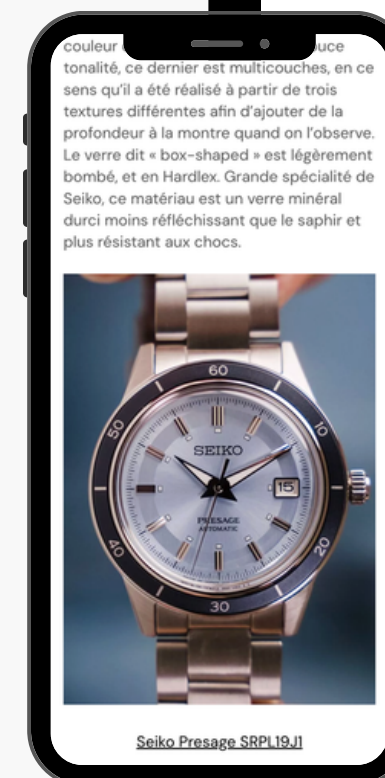 couleur
tonalité, ce dernier est multicouches, en ce
sens qu’il a été réalisé à partir de trois
textures différentes afin d’ajouter de la
profondeur à la montre quand on l’observe.
Le verre dit « box-shaped » est légèrement
bombé, et en Hardlex. Grande spécialité de
Seiko, ce matériau est un verre minéral
durci moins réfléchissant que le saphir et
plus résistant aux chocs.
60
50
10
SEIKO
15
PRESAGE
AUTOMATIC
40
20
30
Seiko Presage SRPL19J1